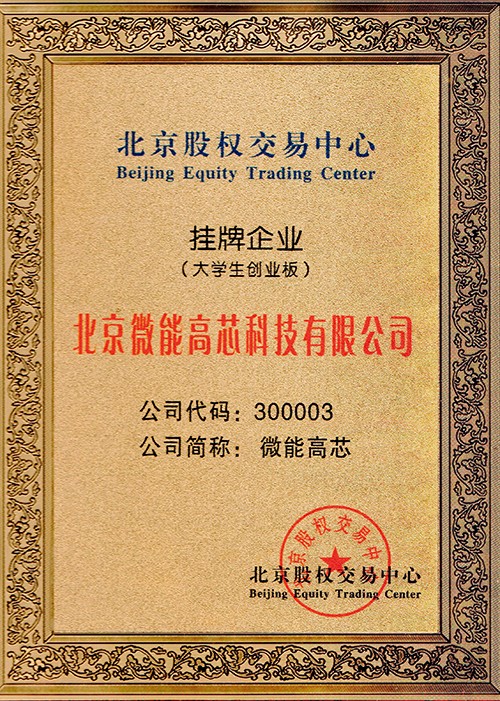 北京股权交易中心
Beijing Equity Trading Center
挂牌企业
（大学生创业板）
北京微能高芯科技有限公司
公司代码：300003
公司简称：微能高芯
北京股权交易中
北京股权交易中心
Beijing Equity Trading Center